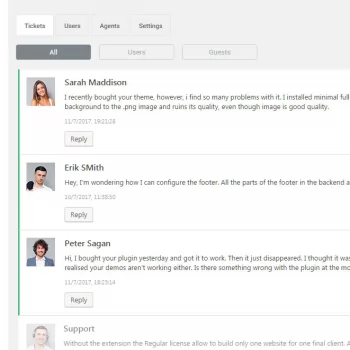 Tickets Users Agents Settings
All Users Guests
Sarah Maddison
I recently bought your theme, however, i find so many problems with it. I installed minimal full
background to the .png image and ruins its quality, even though image is good quality.
11/7/2017, 19:21:28
Reply
Erik SMith
Hey, I'm wondering how I can configure the footer. All the parts of the footer in the backend a
10/7/2017, 11:55:50
Reply
Peter Sagan
Hi, I bought your plugin yesterday and got it to work. Then it just disappeared. I thought it was
realised your demos aren't working either. Is there something wrong with the plugin at the mo
11/7/2017, 18:23:14
Reply
Support
Without the extension the Regular license allow to build only one website for one final client. A